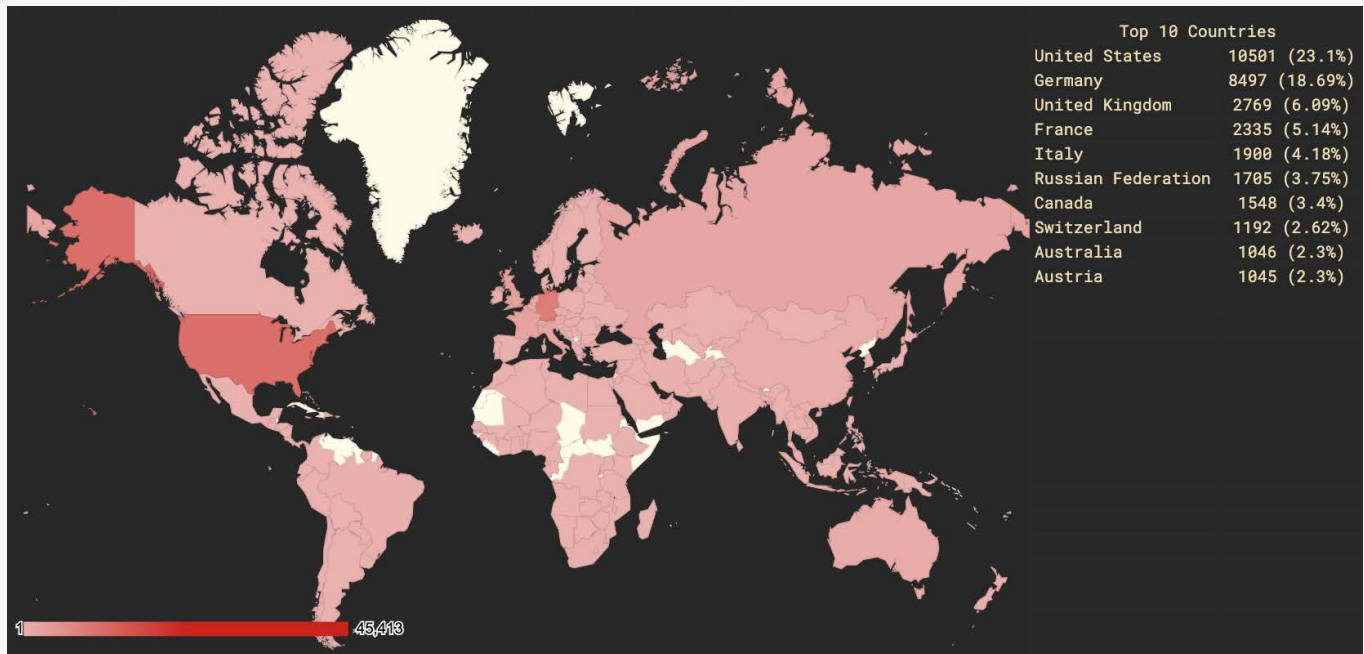 Top 10 Countries
United States 10501 (23.1%)
Germany 8497 (18.69%)
United Kingdom 2769 (6.09%)
France 2335 (5.14%)
Italy 1900 (4.18%)
Russian Federation 1705 (3.75%)
Canada 1548 (3.4%)
Switzerland 1192 (2.62%)
Australia 1046 (2.3%)
Austria 1045 (2.3%)
1 45,413